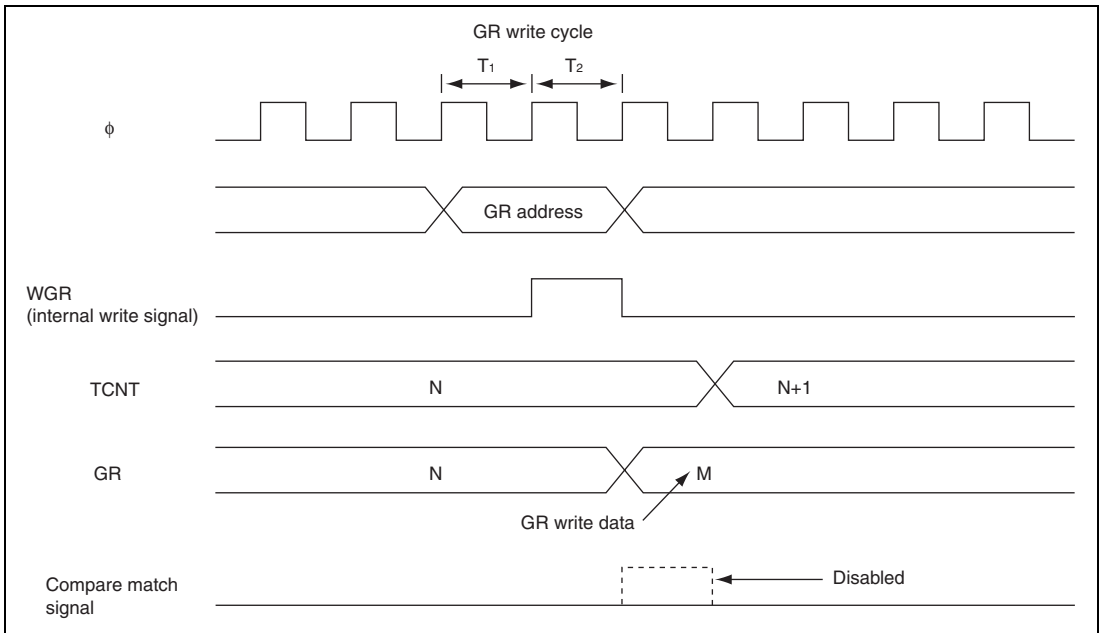 GR write cycle
T1 T2
ϕ
GR address
WGR
(internal write signal)
TCNT N N+1
GR N M
GR write data
Compare match
signal
Disabled